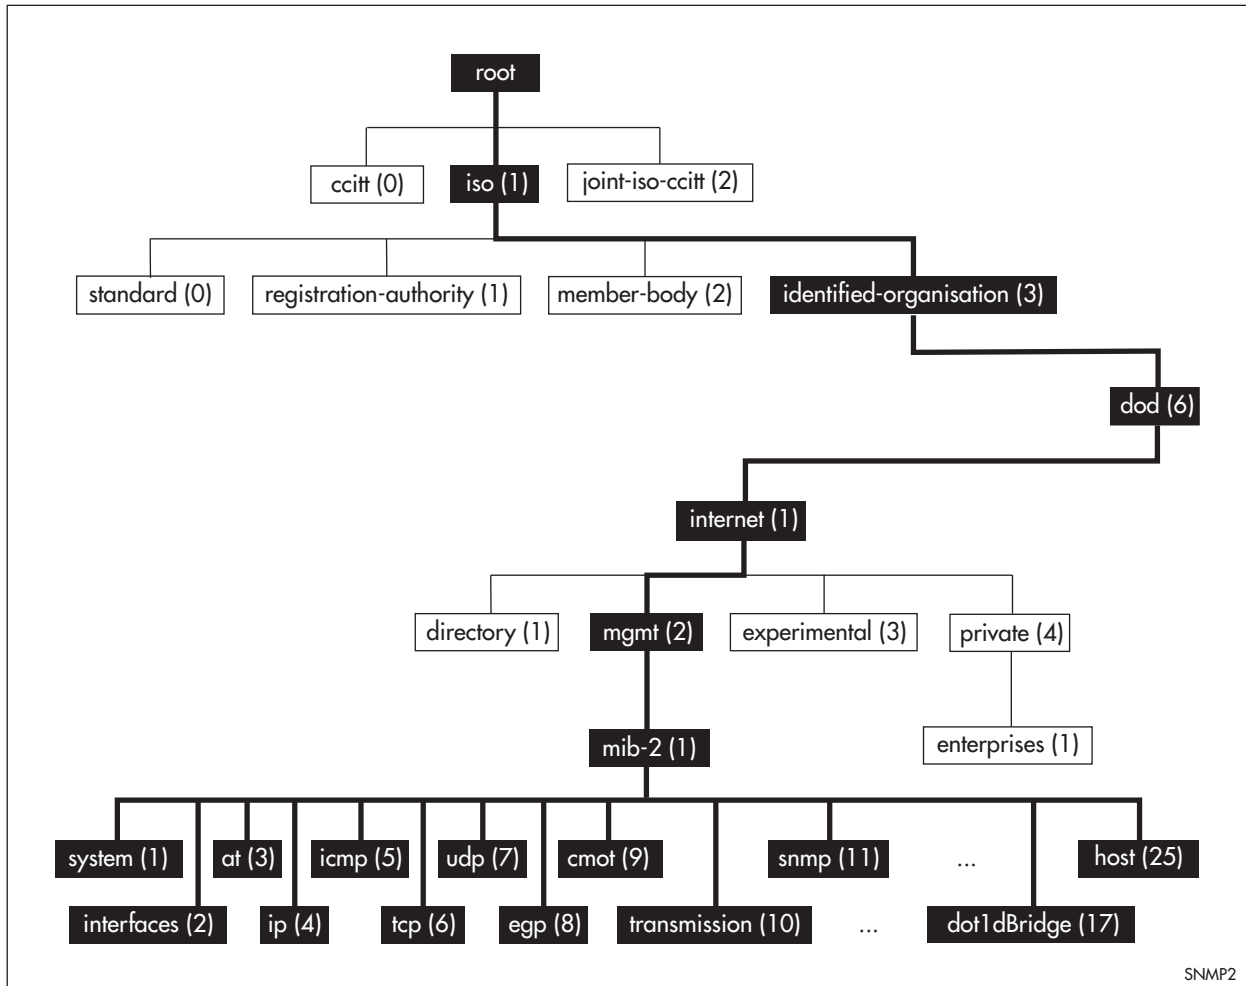 root
ccitt (0)
iso (1)
joint-iso-ccitt (2)
standard (0)
registration-authority (1)
member-body (2)
identified-organisation (3)
dod (6)
internet (1)
directory (1)
mgmt (2)
experimental (3)
private (4)
mib-2 (1)
enterprises (1)
system (1)
at (3)
icmp (5)
udp (7)
cmot (9)
snmp (11)
...
host (25)
interfaces (2)
ip (4)
tcp (6)
egp (8)
transmission (10)
...
dot1dBridge (17)
SNMP2